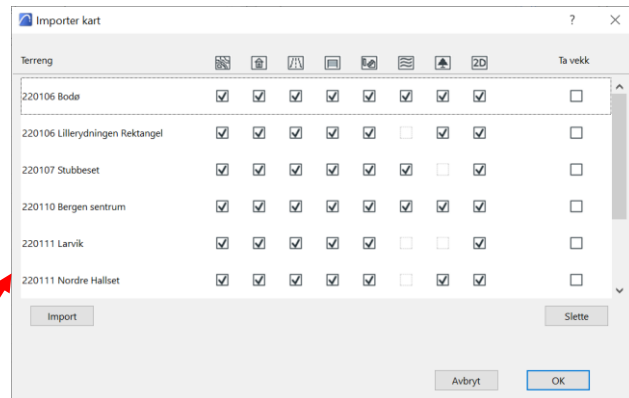 Importer kart ?
Terreng 2D Ta vekk
220106 Bodø
220106 Lillerydningen Rektangel
220107 Stubbeset
220110 Bergen sentrum
220111 Larvik
220111 Nordre Hallset
Import Slette
Avbryt OK